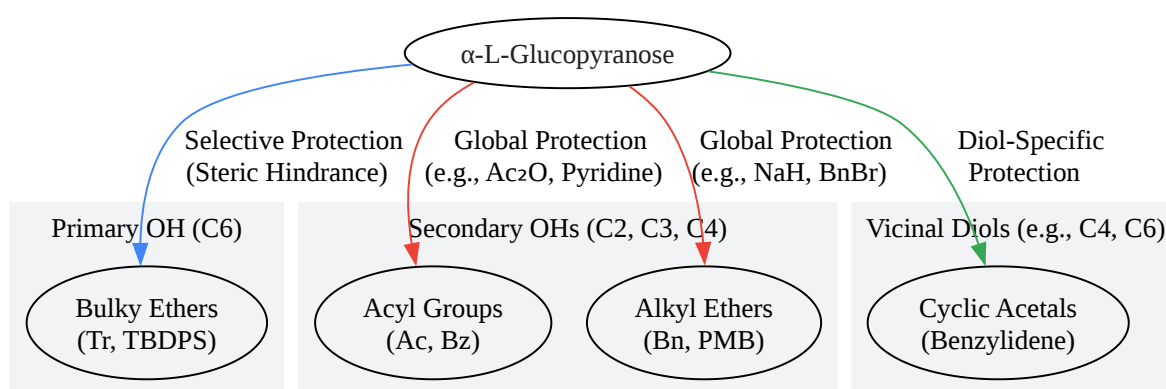 α-L-Glucopyranose
Selective Protection
(Steric Hindrance)
Global Protection
(e.g., Ac₂O, Pyridine)
Global Protection
(e.g., NaH, BnBr)
Diol-Specific
Protection
Primary OH (C6)
Secondary OHs (C2, C3, C4)
Vicinal Diols (e.g., C4, C6)
Bulky Ethers
(Tr, TBDPS)
Acyl Groups
(Ac, Bz)
Alkyl Ethers
(Bn, PMB)
Cyclic Acetals
(Benzylidene)